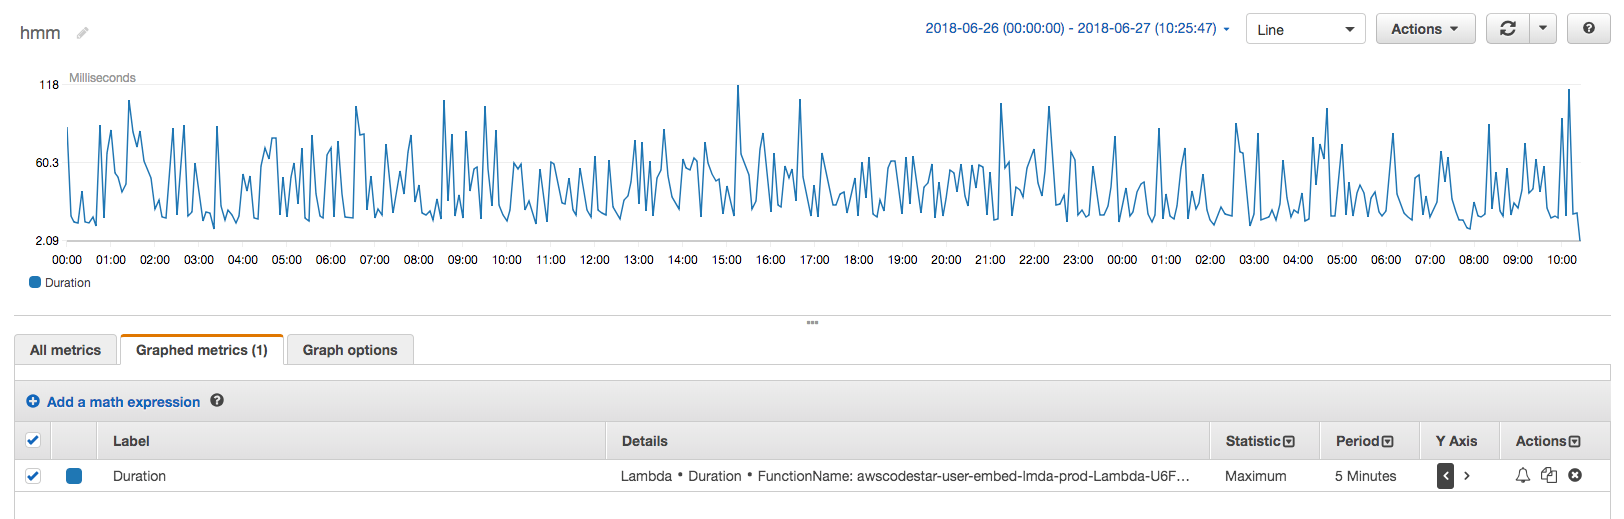 hmm
2018-06-26 (00:00:00) - 2018-06-27 (10:25:47)
Line
Actions
?
Milliseconds
118
60.3
2.09
00:00 01:00 02:00 03:00 04:00 05:00 06:00 07:00 08:00 09:00 10:00 11:00 12:00 13:00 14:00 15:00 16:00 17:00 18:00 19:00 20:00 21:00 22:00 23:00 00:00 01:00 02:00 03:00 04:00 05:00 06:00 07:00 08:00 09:00 10:00
Duration
All metrics
Graphed metrics (1)
Graph options
Add a math expression ?
Label Details Statistic Period Y Axis Actions
Duration Lambda • Duration • FunctionName: awscodestar-user-embed-lmda-prod-Lambda-U6F... Maximum 5 Minutes < >